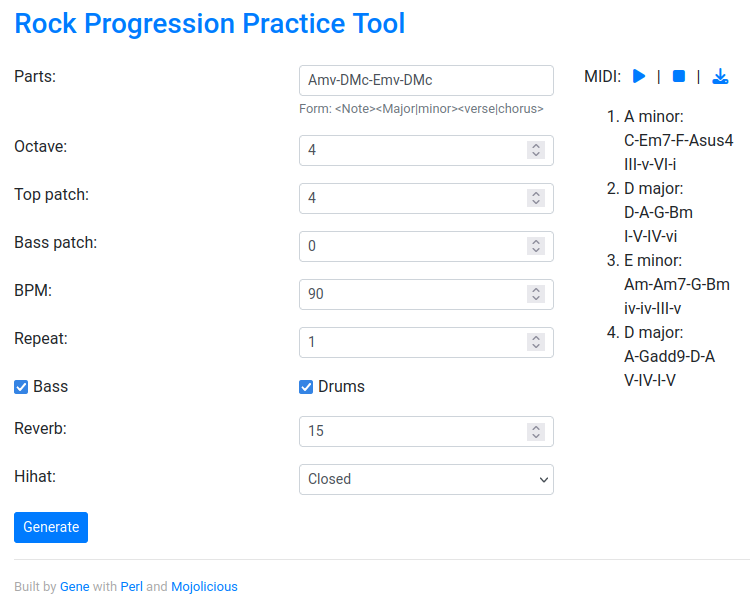 Rock Progression Practice Tool
Parts:
Amv-DMc-Emv-DMc
Form: <Note><Major|minor><verse|chorus>
Octave:
4
Top patch:
4
Bass patch:
0
BPM:
90
Repeat:
1
Bass
Drums
Reverb:
15
Hihat:
Closed
Generate
MIDI: | |
1. A minor:
C-Em7-F-Asus4
III-v-VI-i
2. D major:
D-A-G-Bm
I-V-IV-vi
3. E minor:
Am-Am7-G-Bm
iv-iv-III-v
4. D major:
A-Gadd9-D-A
V-IV-I-V
Built by Gene with Perl and Mojolicious